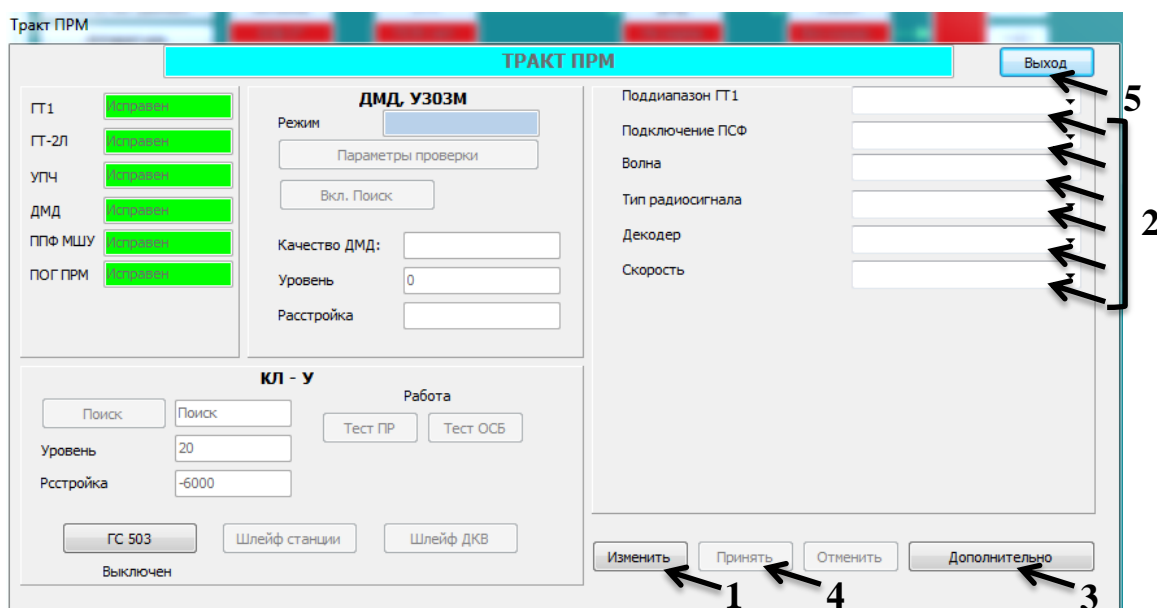 Тракт ПРМ
ТРАКТ ПРМ
Выход
5
ГТ1 Исправен
ГТ-2Л Исправен
УПЧ Исправен
ДМД Исправен
ППФ МШУ Исправен
ПОГ ПРМ Исправен
ДМД, УЗОЗМ
Режим
Параметры проверки
Вкл. Поиск
Качество ДМД:
Уровень 0
Расстройка
Поддиапазон ГТ1
Подключение ПСФ
Волна
Тип радиосигнала
Декодер
Скорость
2
КЛ - У
Работа
Поиск Поиск
Тест ПР Тест ОСБ
Уровень 20
Рсстройка -6000
ГС 503 Шлейф станции Шлейф ДКВ
Выключен
Изменить Принять Отменить Дополнительно
1 4 3